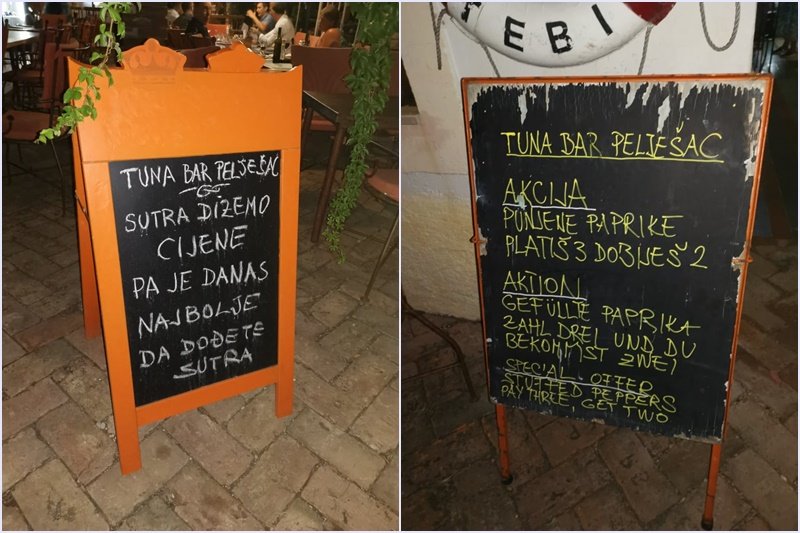 TUNA BAR PELJEŠAC
SUTRA DIŽEMO
CIJENE
PA JE DANAS
NAJBOLJE
DA DOĐETE
SUTRA
EBI
TUNA BAR PELJEŠAC
AKCIJA
PUNJENE PAPRIKE
PLATIŠ 3 DOBIJEŠ 2
AKTION
GEFÜLLTE PAPRIKA
ZAHL DREI UND DU
BEKOMMST ZWEI
SPECIAL OFFER
STUFFED PEPPERS
PAY THREE, GET TWO